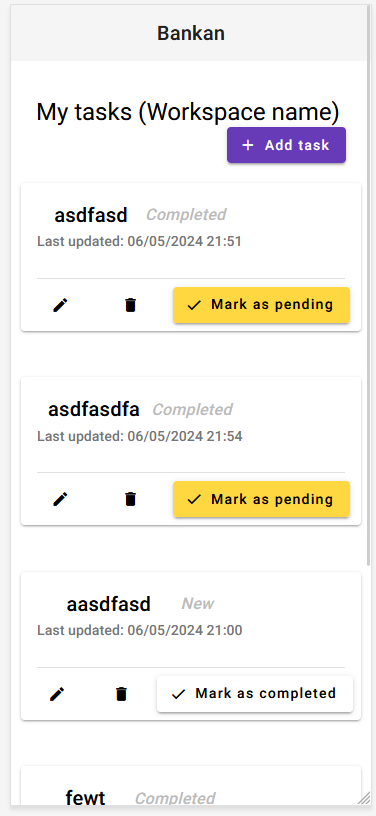 Bankan
My tasks (Workspace name)
Add task
asdfasd Completed
Last updated: 06/05/2024 21:51
Mark as pending
asdfasdfa Completed
Last updated: 06/05/2024 21:54
Mark as pending
aasdfasd New
Last updated: 06/05/2024 21:00
Mark as completed
fewt Completed